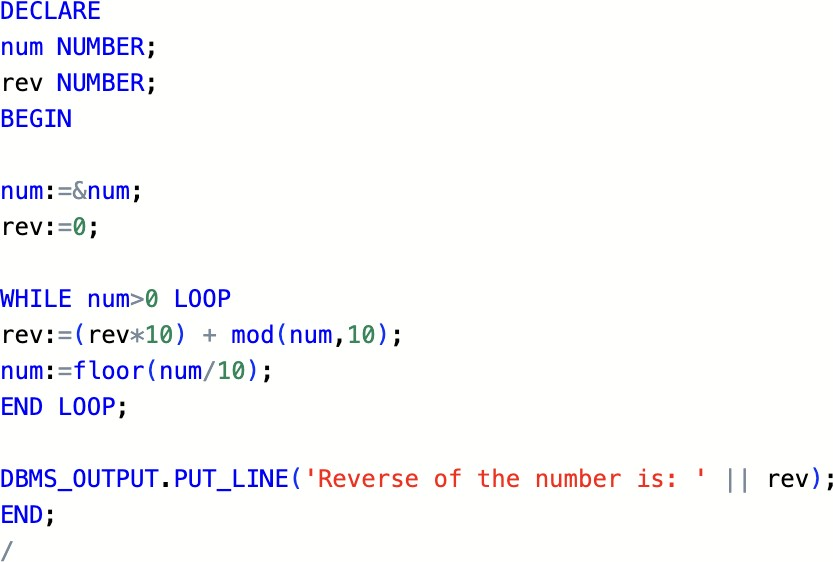 DECLARE
num NUMBER;
rev NUMBER;
BEGIN
num:=&num;
rev:=0;
WHILE num>0 LOOP
rev:=(rev*10) + mod(num,10);
num:=floor(num/10);
END LOOP;
DBMS_OUTPUT.PUT_LINE('Reverse of the number is: ' || rev);
END;
/